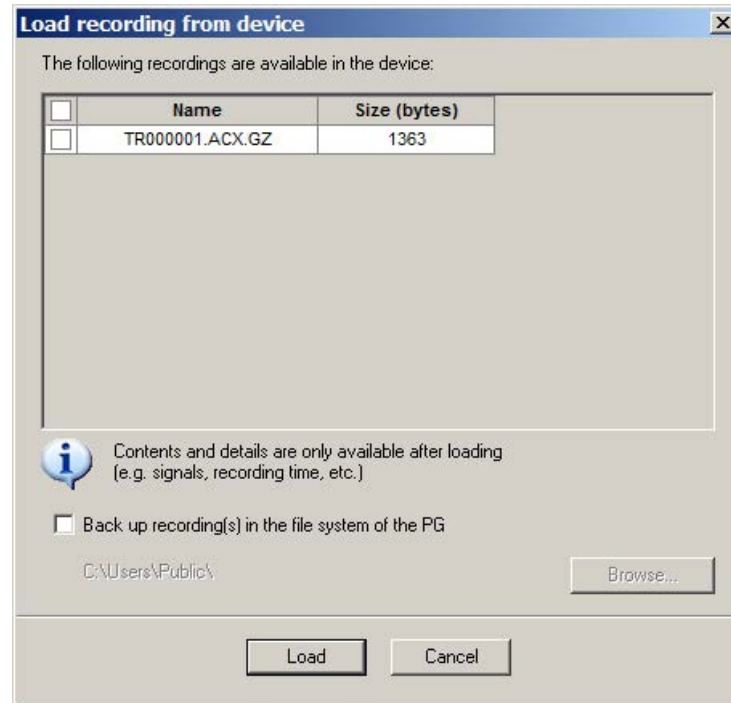 Load recording from device
The following recordings are available in the device:
Name Size (bytes)
TR000001.ACX.GZ 1363
Contents and details are only available after loading
(e.g. signals, recording time, etc.)
Back up recording(s) in the file system of the PG
C:\Users\Public\
Browse...
Load Cancel